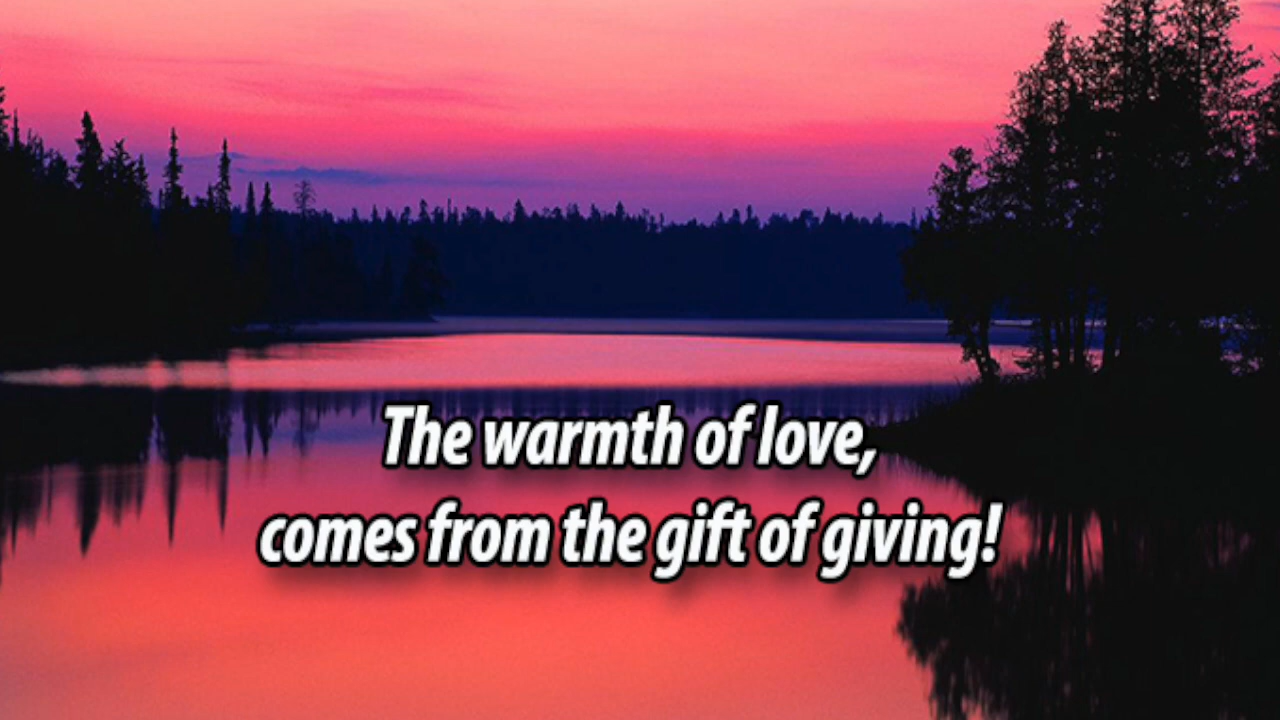 The warmth of love,
comes from the gift of giving!